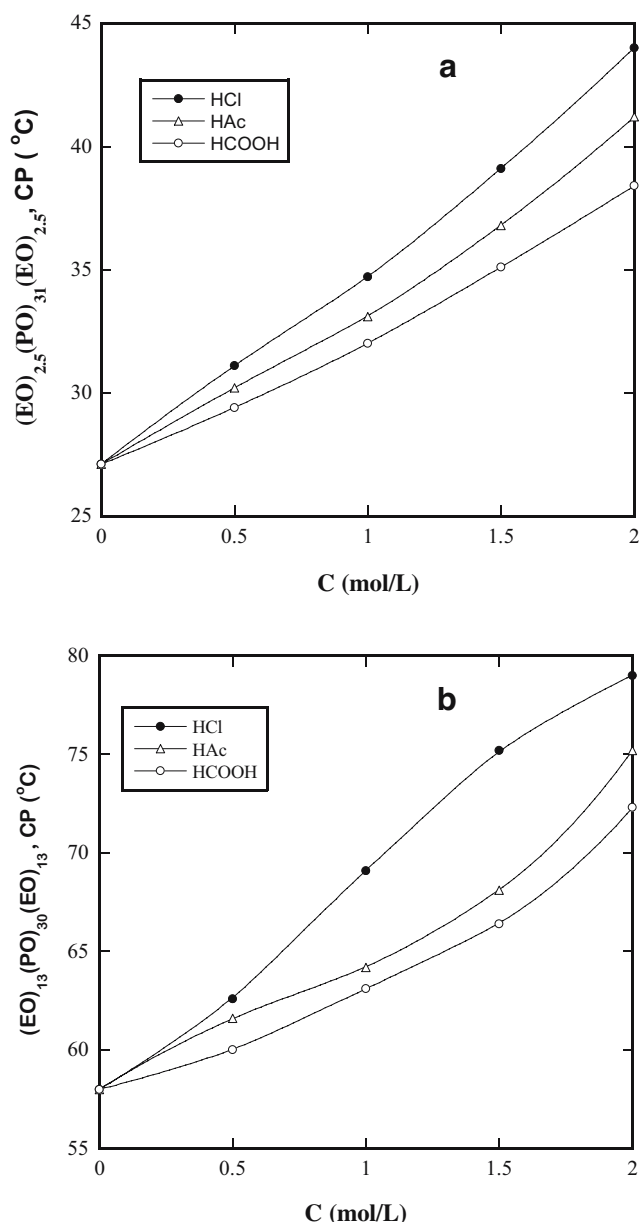 a
HCl
HAc
HCOOH
45
40
35
30
25
(EO)2.5(PO)31(EO)2.5, CP ( °C)
0 0.5 1 1.5 2
C (mol/L)
b
HCl
HAc
HCOOH
80
75
70
65
60
55
(EO)13(PO)30(EO)13, CP (°C)
0 0.5 1 1.5 2
C (mol/L)